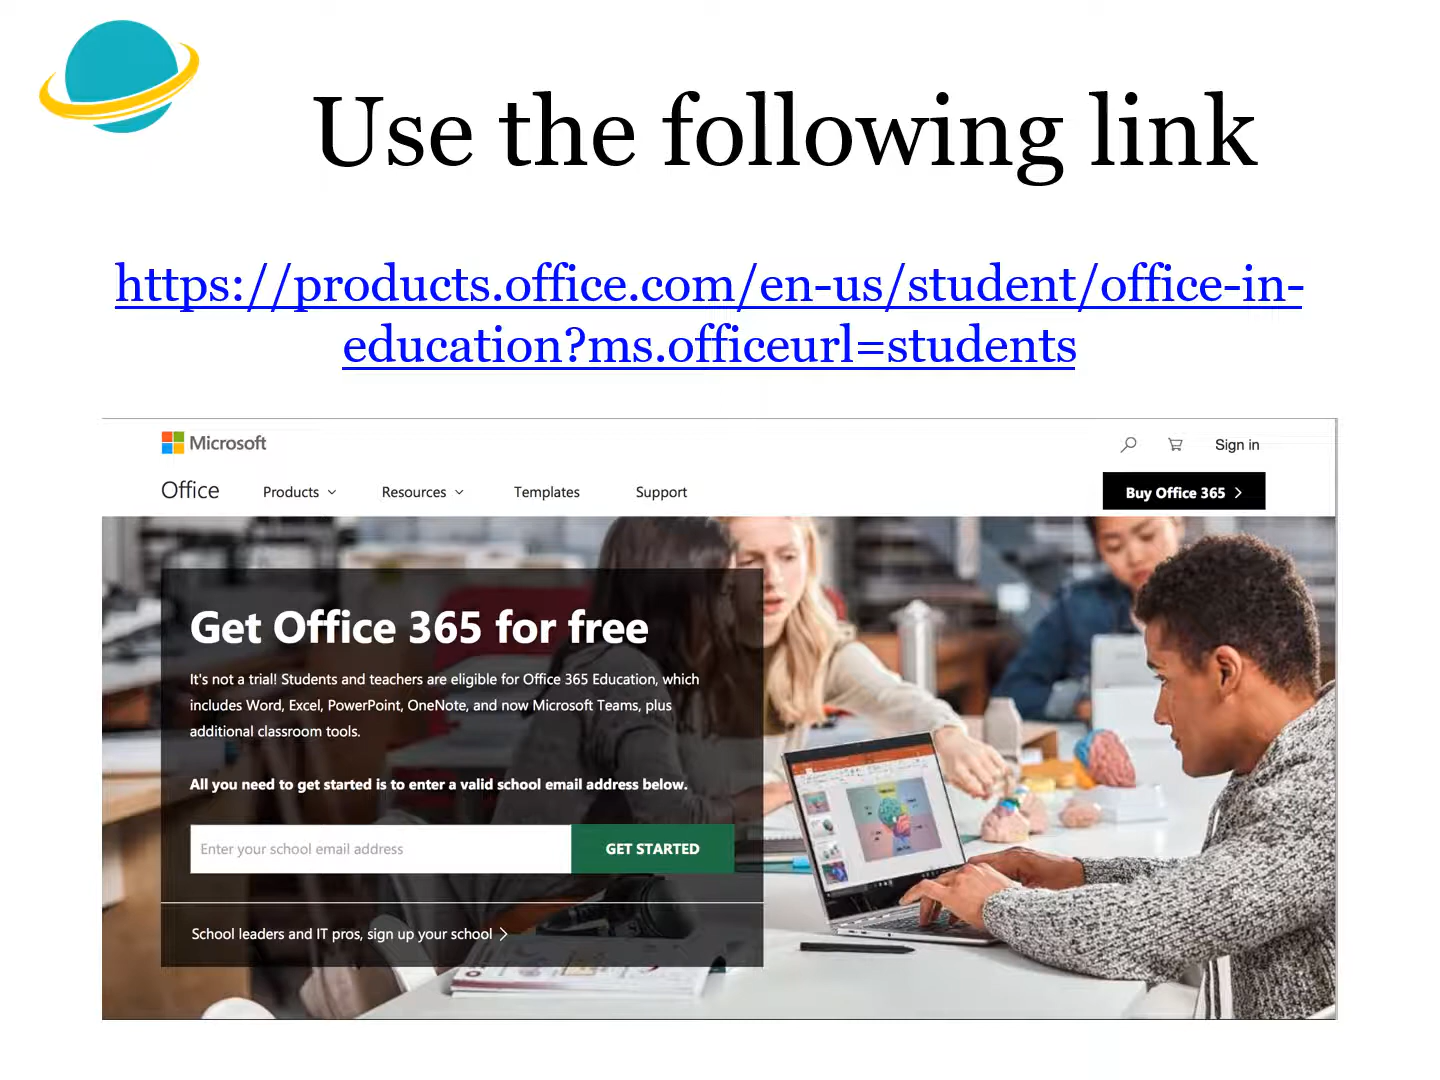 Use the following link
https://products.office.com/en-us/student/office-in-
education?ms.officeurl=students
Microsoft
Sign in
Office
Products
Resources
Templates
Support
Buy Office 365
Get Office 365 for free
It's not a trial! Students and teachers are eligible for Office 365 Education, which
includes Word, Excel, PowerPoint, OneNote, and now Microsoft Teams, plus
additional classroom tools.
All you need to get started is to enter a valid school email address below.
Enter your school email address
GET STARTED
School leaders and IT pros, sign up your school